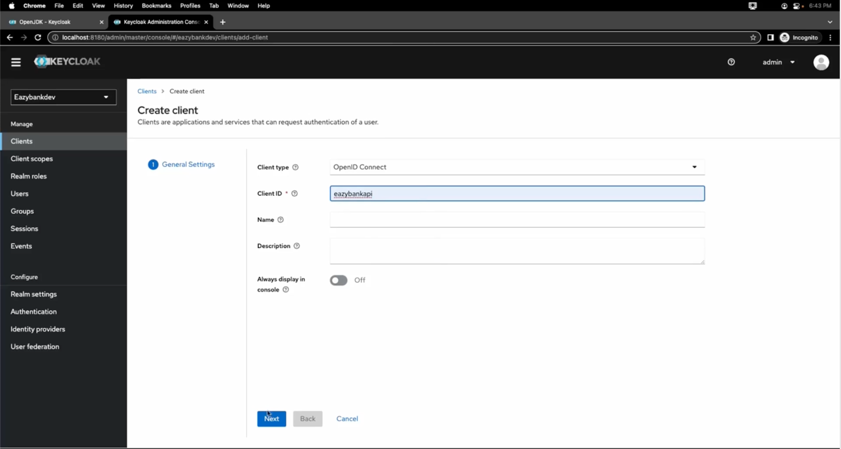 Chrome File Edit View History Bookmarks Profiles Tab Window Help 6:43 PM
OpenJDK - Keycloak
Keycloak Administration Cons
localhost:8180/admin/master/console/#/eazybankdev/clients/add-client
Incognito
KEYCLOAK
admin
Eazybankdev
Manage
Clients
Client scopes
Realm roles
Users
Groups
Sessions
Events
Configure
Realm settings
Authentication
Identity providers
User federation
Clients > Create client
Create client
Clients are applications and services that can request authentication of a user.
1 General Settings
Client type OpenID Connect
Client ID * eazybankapi
Name
Description
Always display in
console
Off
Next Back Cancel